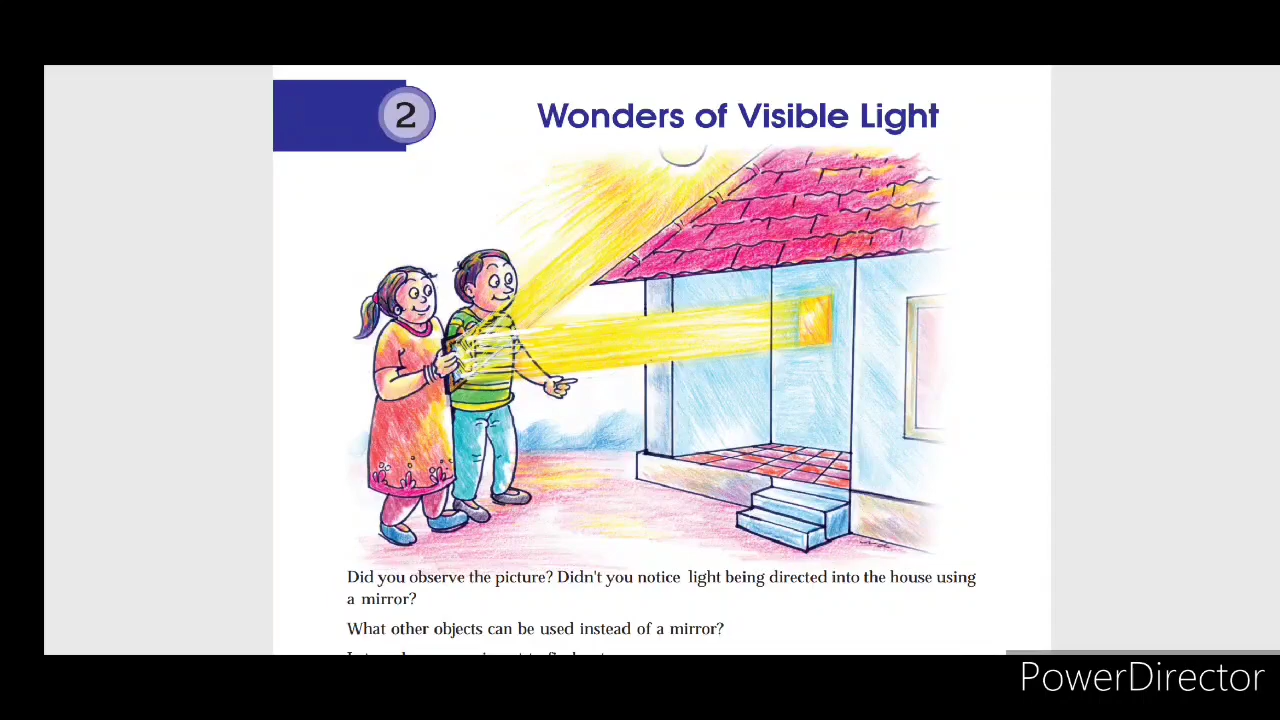 2
Wonders of Visible Light
Did you observe the picture? Didn't you notice light being directed into the house using
a mirror?
What other objects can be used instead of a mirror?
PowerDirector